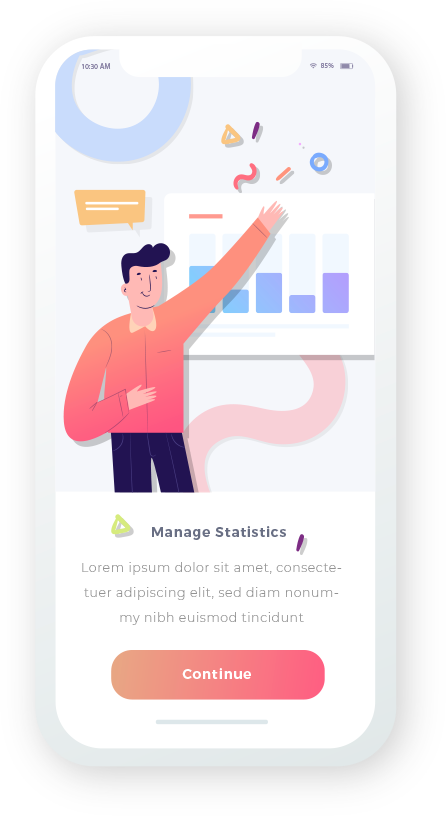 10:30 AM
85%
Manage Statistics
Lorem ipsum dolor sit amet, consecte-
tuer adipiscing elit, sed diam nonum-
my nibh euismod tincidunt
Continue